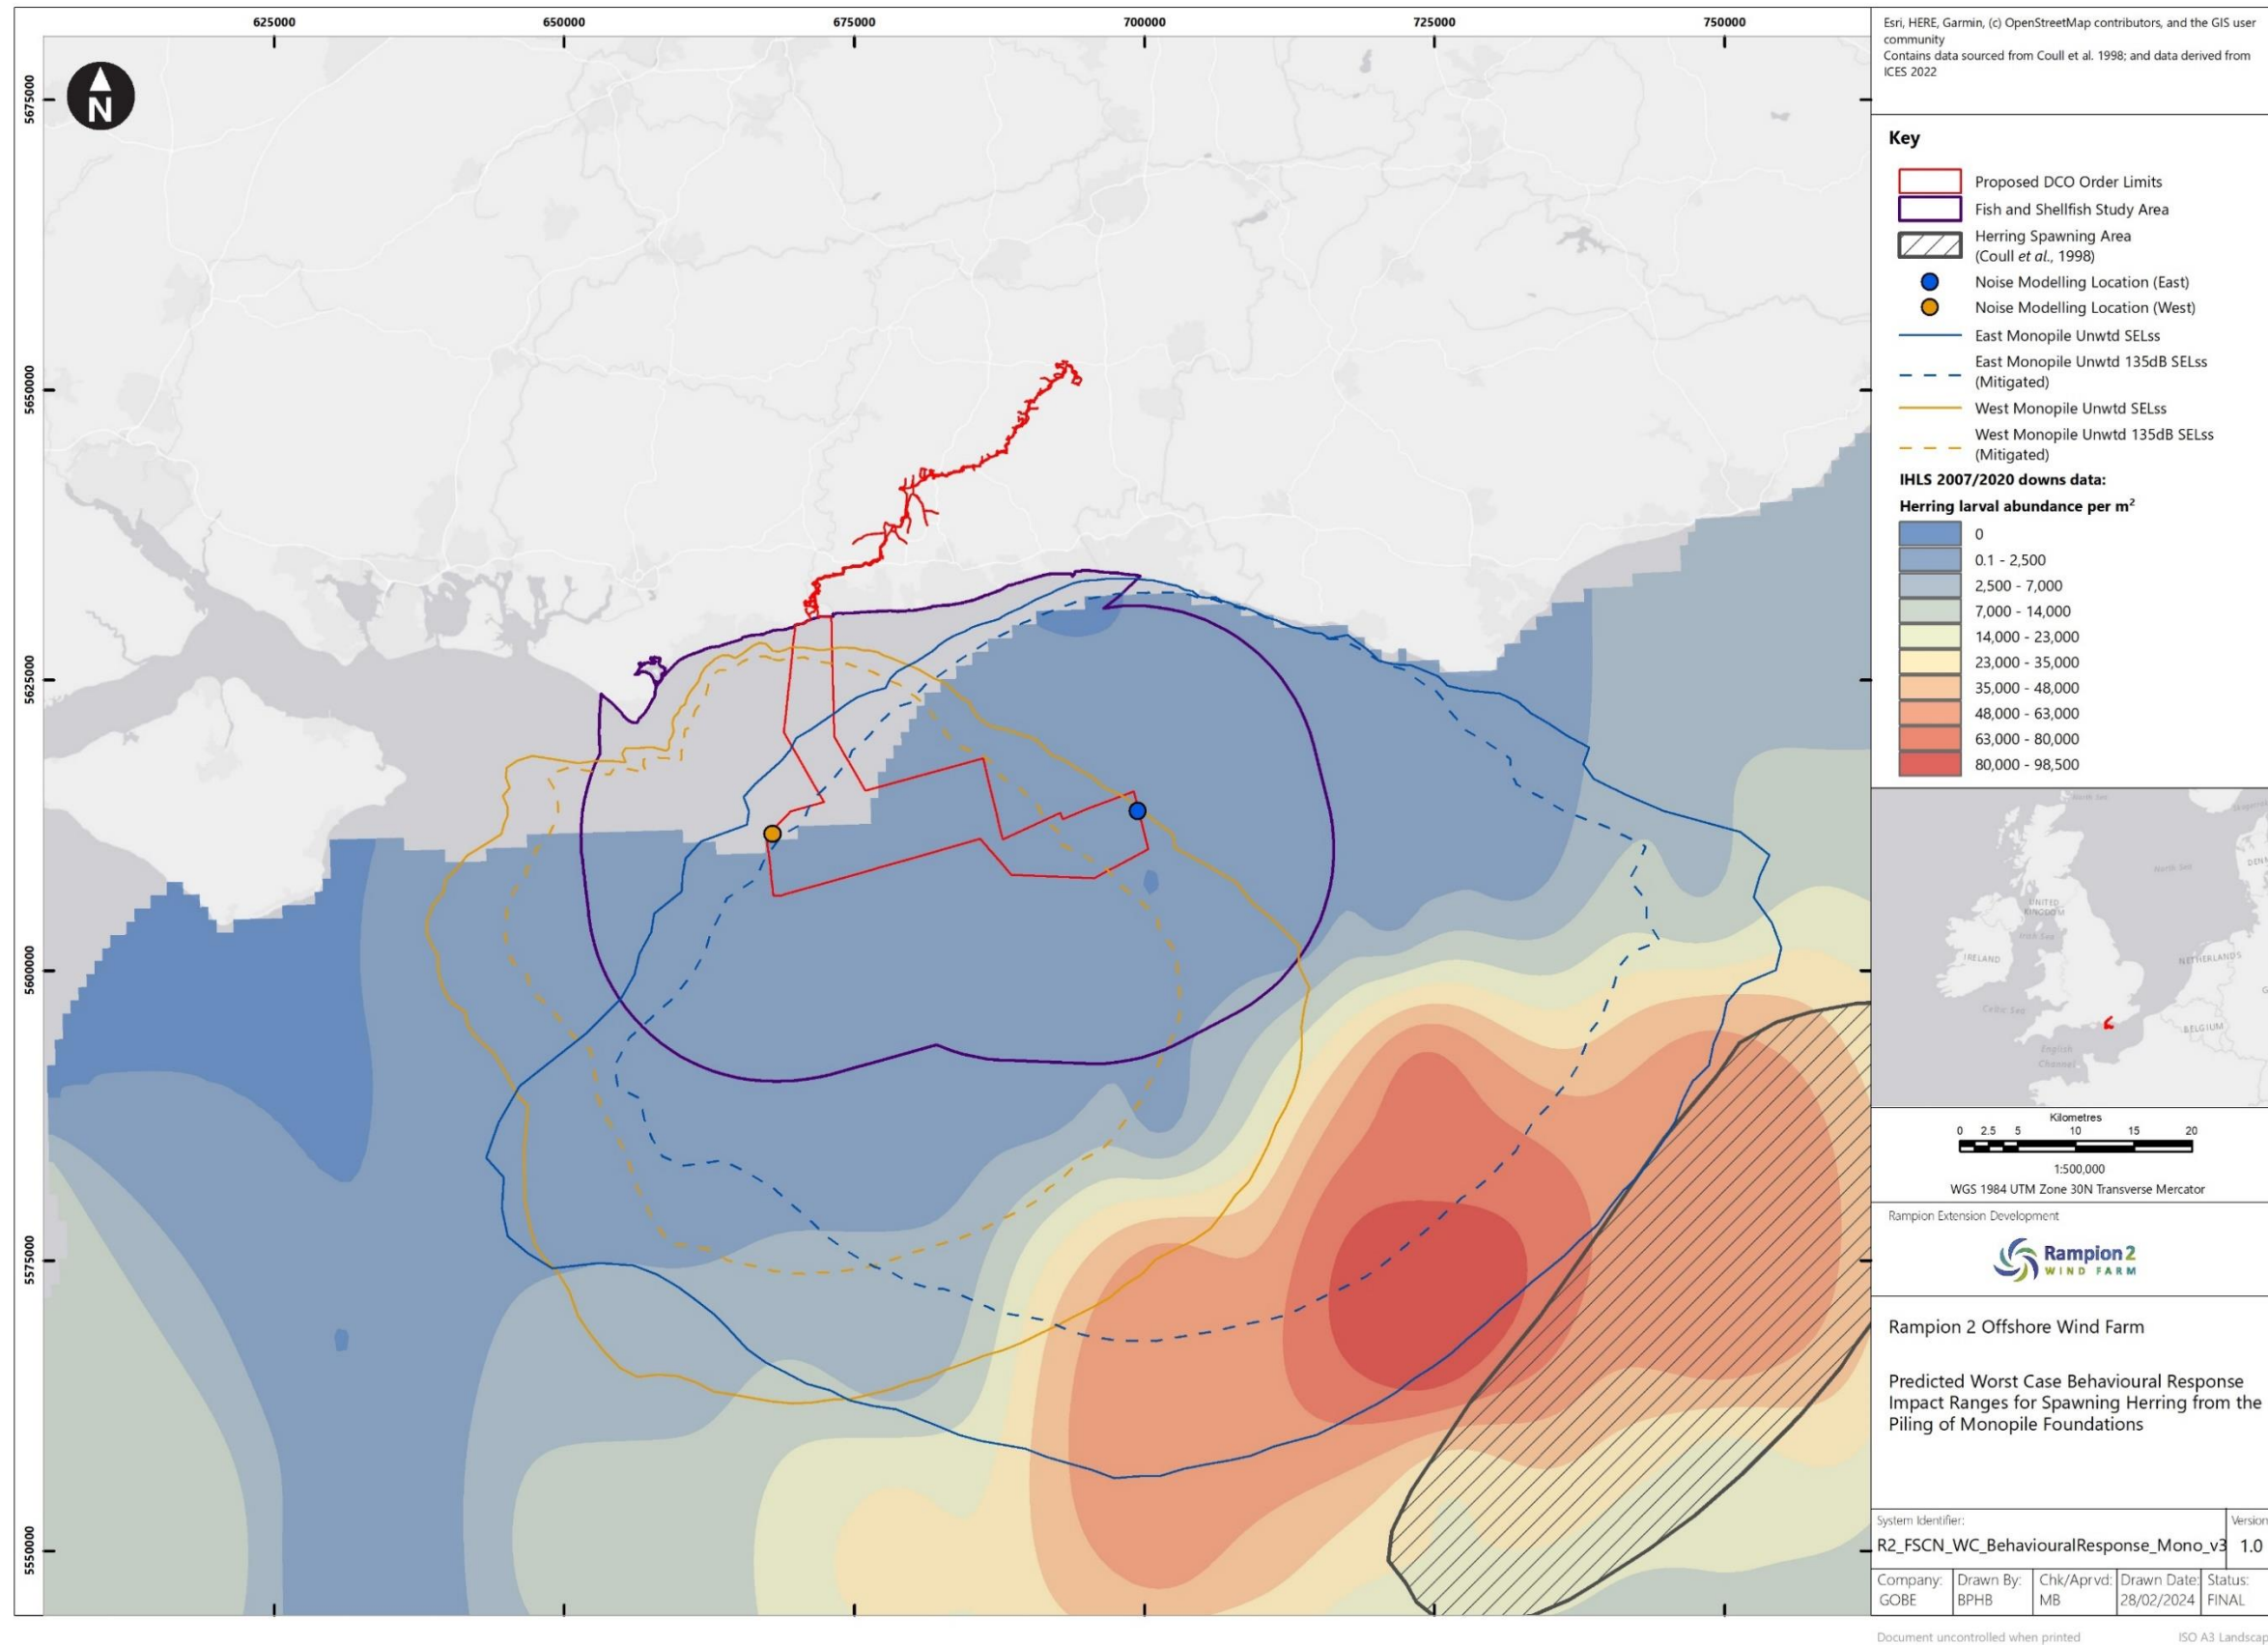 625000 650000 675000 700000 725000 750000
5675000
5650000
5625000
5600000
5575000
5550000
N
Esri, HERE, Garmin, (c) OpenStreetMap contributors, and the GIS user
community
Contains data sourced from Coull et al. 1998; and data derived from
ICES 2022
Key
Proposed DCO Order Limits
Fish and Shellfish Study Area
Herring Spawning Area
(Coull et al., 1998)
Noise Modelling Location (East)
Noise Modelling Location (West)
East Monopile Unwtd SELss
East Monopile Unwtd 135dB SELss
(Mitigated)
West Monopile Unwtd SELss
West Monopile Unwtd 135dB SELss
(Mitigated)
IHLS 2007/2020 downs data:
Herring larval abundance per m²
0
0.1 - 2,500
2,500 - 7,000
7,000 - 14,000
14,000 - 23,000
23,000 - 35,000
35,000 - 48,000
48,000 - 63,000
63,000 - 80,000
80,000 - 98,500
North Sea
North Sea
UNITED
KINGDOM
Irish Sea
IRELAND
NETHERLANDS
Celtic Sea
BELGIUM
English
Channel
Kilometres
0 2.5 5 10 15 20
1:500,000
WGS 1984 UTM Zone 30N Transverse Mercator
Rampion Extension Development
Rampion 2
WIND FARM
Rampion 2 Offshore Wind Farm
Predicted Worst Case Behavioural Response
Impact Ranges for Spawning Herring from the
Piling of Monopile Foundations
System Identifier: Version
R2_FSCN_WC_BehaviouralResponse_Mono_v3 1.0
Company: Drawn By: Chk/Aprvd: Drawn Date: Status:
GOBE BPHB MB 28/02/2024 FINAL
Document uncontrolled when printed ISO A3 Landscap